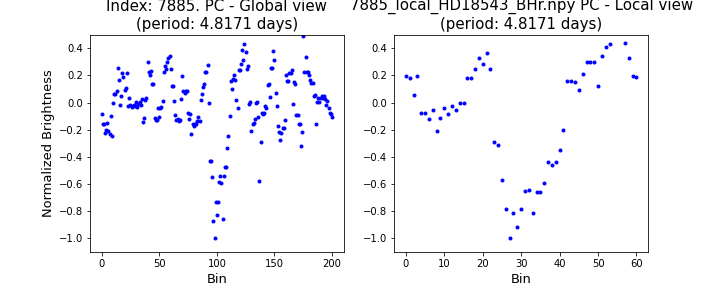 Index: 7885. PC - Global view
(period: 4.8171 days)
7885_local_HD18543_BHr.npy PC - Local view
(period: 4.8171 days)
Normalized Brightness
0.4
0.2
0.0
−0.2
−0.4
−0.6
−0.8
−1.0
0 50 100 150 200
Bin
0.4
0.2
0.0
−0.2
−0.4
−0.6
−0.8
−1.0
0 10 20 30 40 50 60
Bin